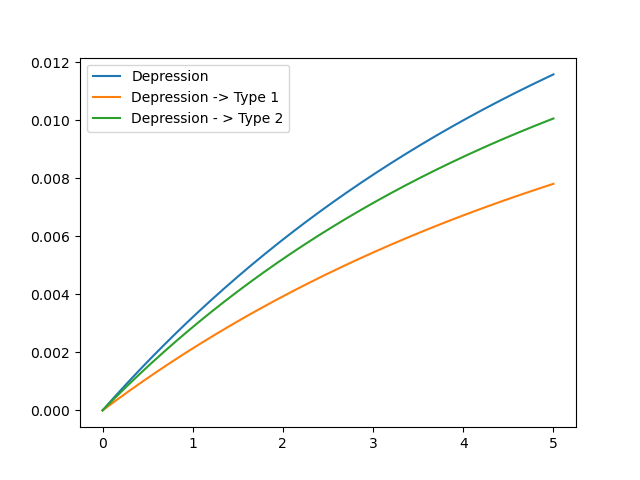 0.012
0.010
0.008
0.006
0.004
0.002
0.000
Depression
Depression -> Type 1
Depression - > Type 2
0 1 2 3 4 5